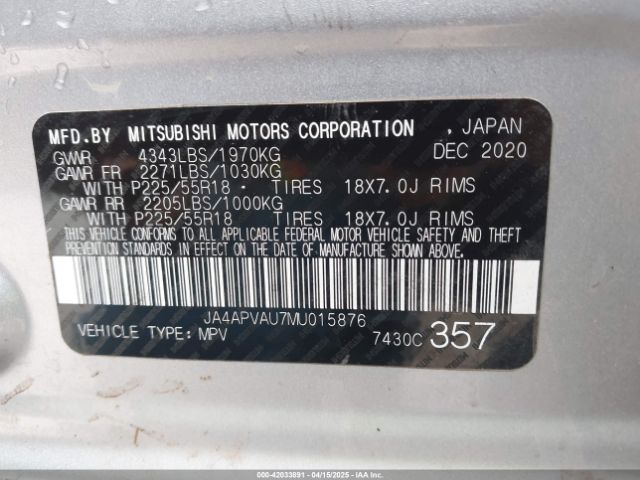 MFD.BY MITSUBISHI MOTORS CORPORATION , JAPAN
GVWR 4343LBS/1970KG DEC 2020
GAWR FR 2271LBS/1030KG
WITH P225/55R18 - TIRES 18X7.0J RIMS
GAWR RR 2205LBS/1000KG
WITH P225/55R18 TIRES 18X7.0J RIMS
THIS VEHICLE CONFORMS TO ALL APPLICABLE FEDERAL MOTOR VEHICLE SAFETY AND THEFT
PREVENTION STANDARDS IN EFFECT ON THE DATE OF MANUFACTURE SHOWN ABOVE.
JA4APVAU7MU015876
VEHICLE TYPE: MPV 7430C 357
000-42033891 - 04/15/2025 - IAAI.COM